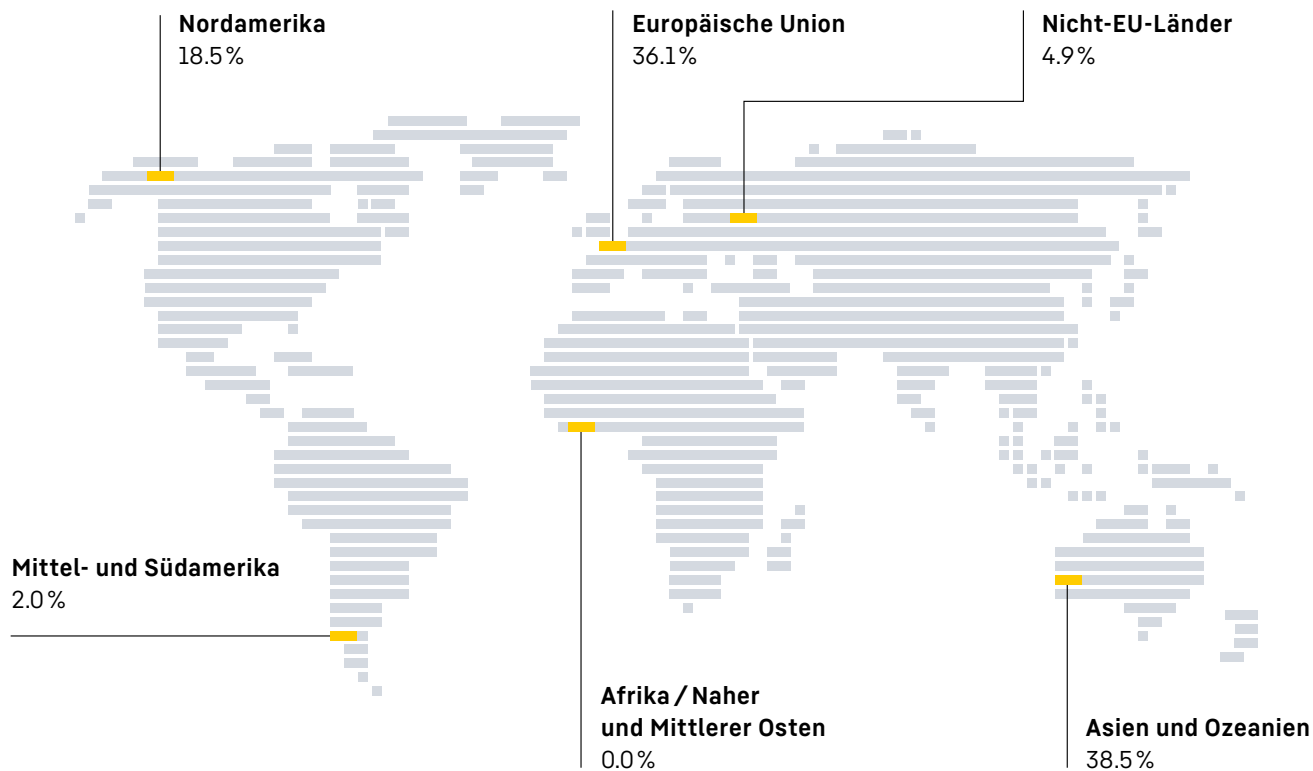 Nordamerika
18.5%
Europäische Union
36.1%
Nicht-EU-Länder
4.9%
Mittel- und Südamerika
2.0%
Afrika / Naher
und Mittlerer Osten
0.0%
Asien und Ozeanien
38.5%